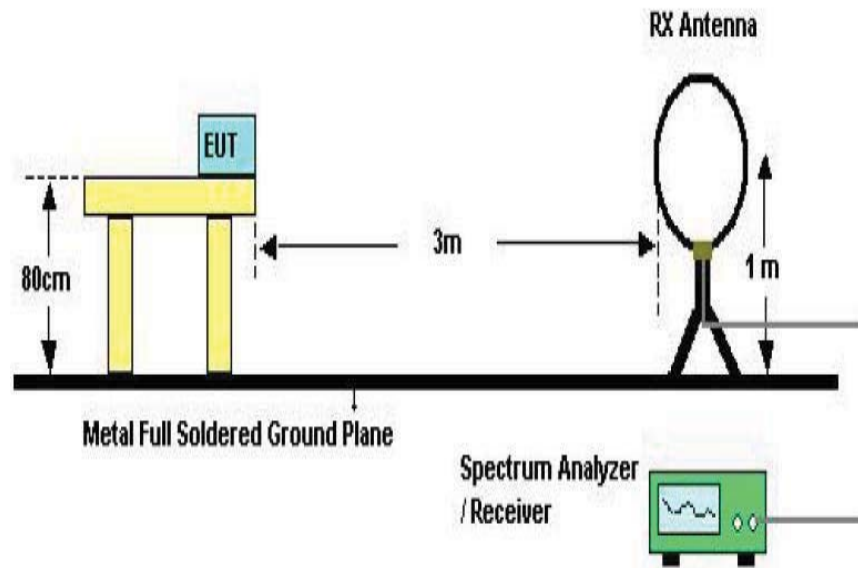 RX Antenna
EUT
3m
80cm
1 m
Metal Full Soldered Ground Plane
Spectrum Analyzer
/ Receiver